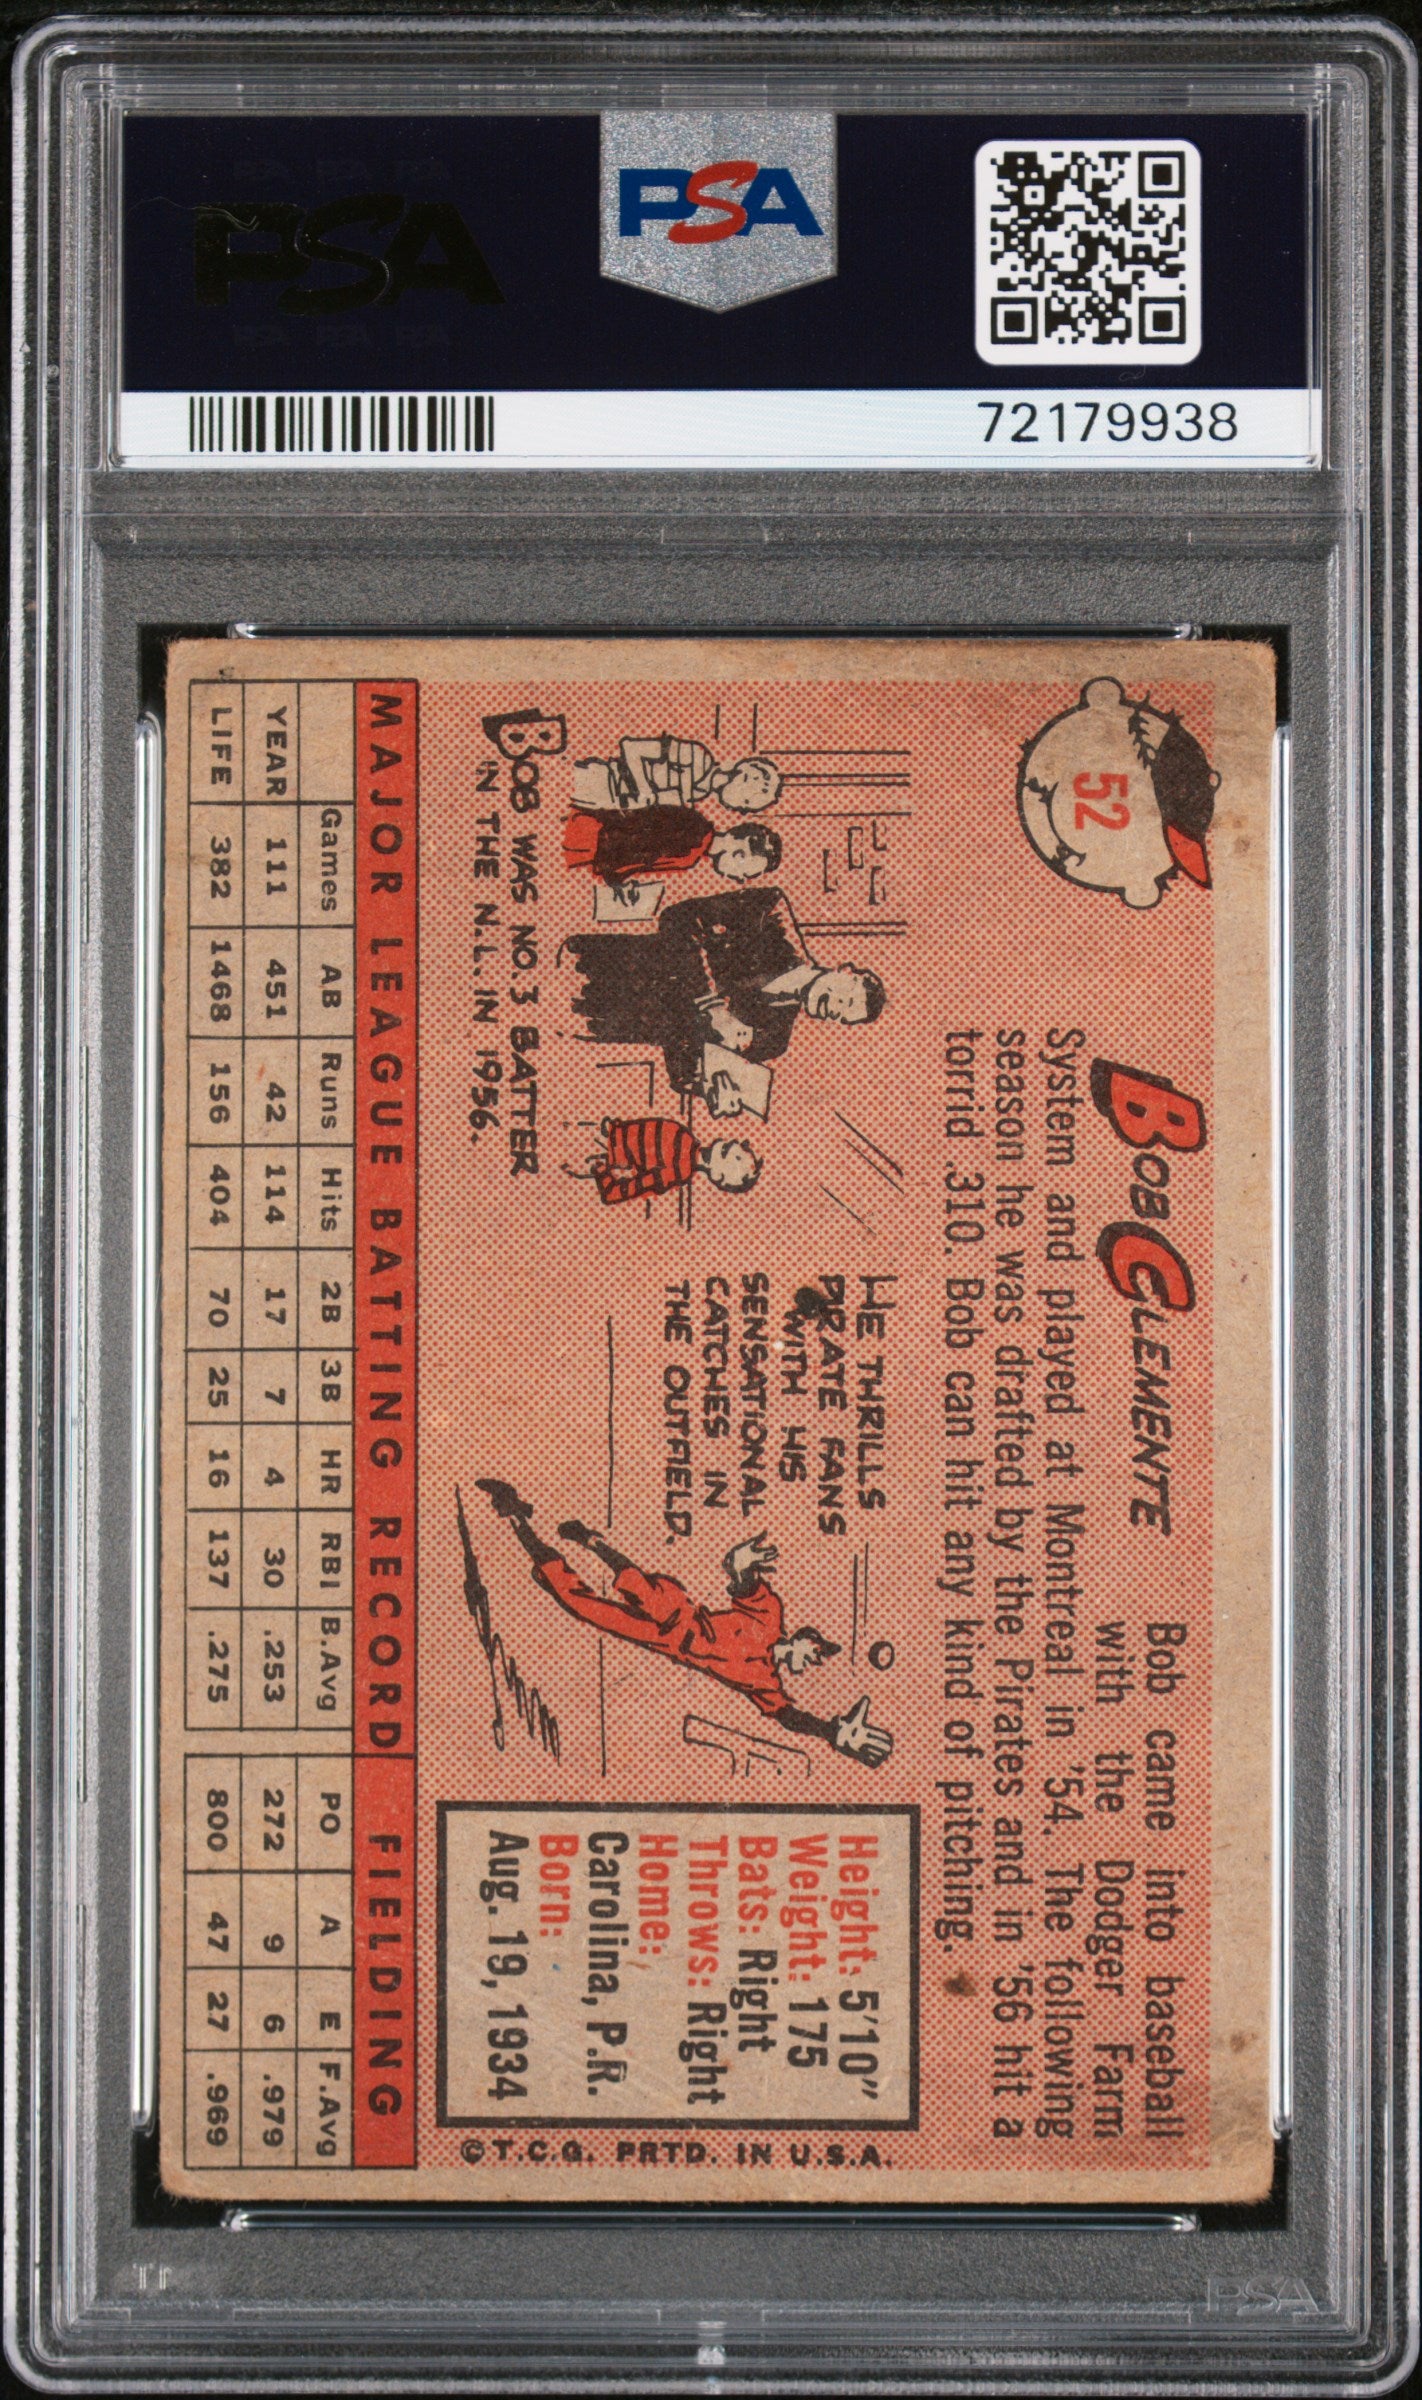 PSA
PSA
72179938
52
BOB CLEMENTE
Bob came into baseball
with the Dodger Farm
System and played at Montreal in '54. The following
season he was drafted by the Pirates and in '56 hit a
torrid .310. Bob can hit any kind of pitching.
BOB WAS NO. 3 BATTER
IN THE N.L. IN 1956.
HE THRILLS
PIRATE FANS
WITH HIS
SENSATIONAL
CATCHES IN
THE OUTFIELD.
Height: 5'10"
Weight: 175
Bats: Right
Throws: Right
Home:
Carolina, P.R.
Born:
Aug. 19, 1934
© T.C.G. PRTD. IN U.S.A.
MAJOR LEAGUE BATTING RECORD FIELDING
Games AB Runs Hits 2B 3B HR RBI B.Avg PO A E F.Avg
YEAR 111 451 42 114 17 7 4 30 .253 272 9 6 .979
LIFE 382 1468 156 404 70 25 16 137 .275 800 47 27 .969
PSA